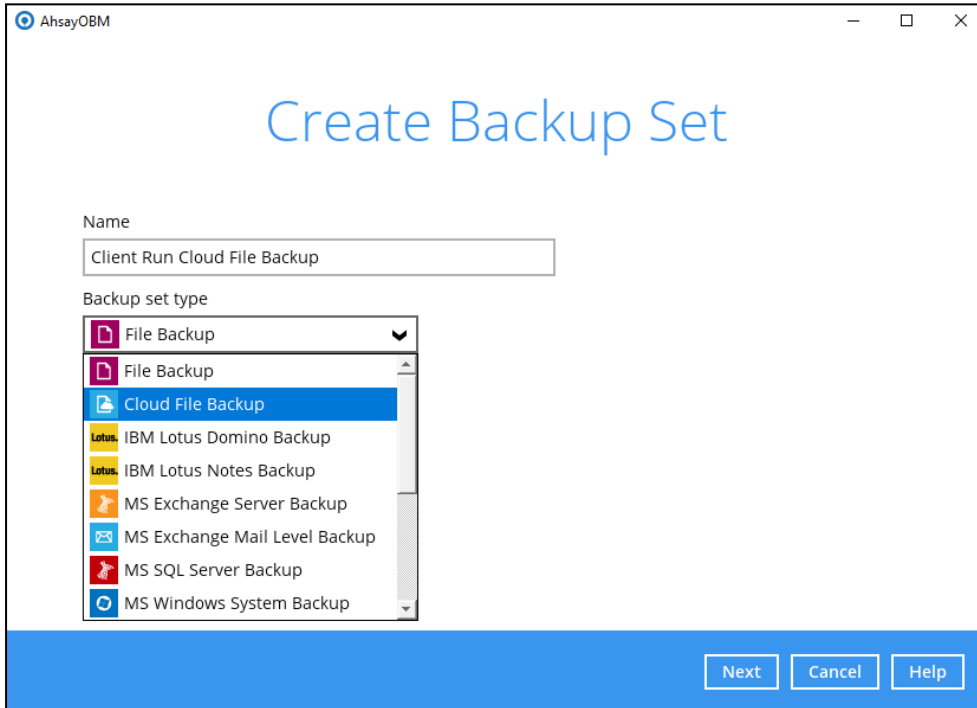 AhsayOBM
Create Backup Set
Name
Client Run Cloud File Backup
Backup set type
File Backup
File Backup
Cloud File Backup
Lotus. IBM Lotus Domino Backup
Lotus. IBM Lotus Notes Backup
MS Exchange Server Backup
MS Exchange Mail Level Backup
MS SQL Server Backup
MS Windows System Backup
Next Cancel Help